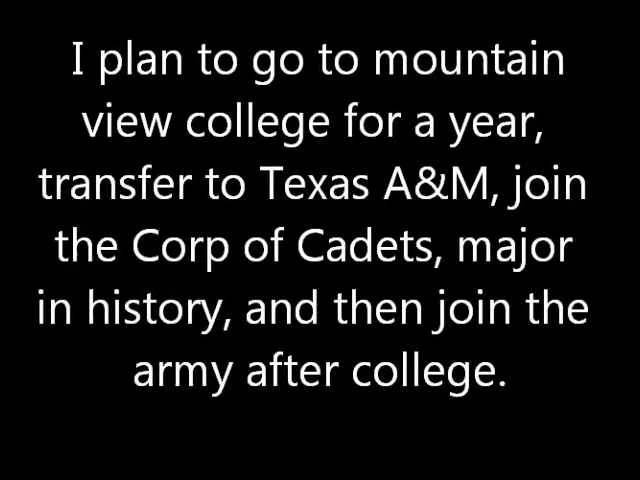 I plan to go to mountain
view college for a year,
transfer to Texas A&M, join
the Corp of Cadets, major
in history, and then join the
army after college.